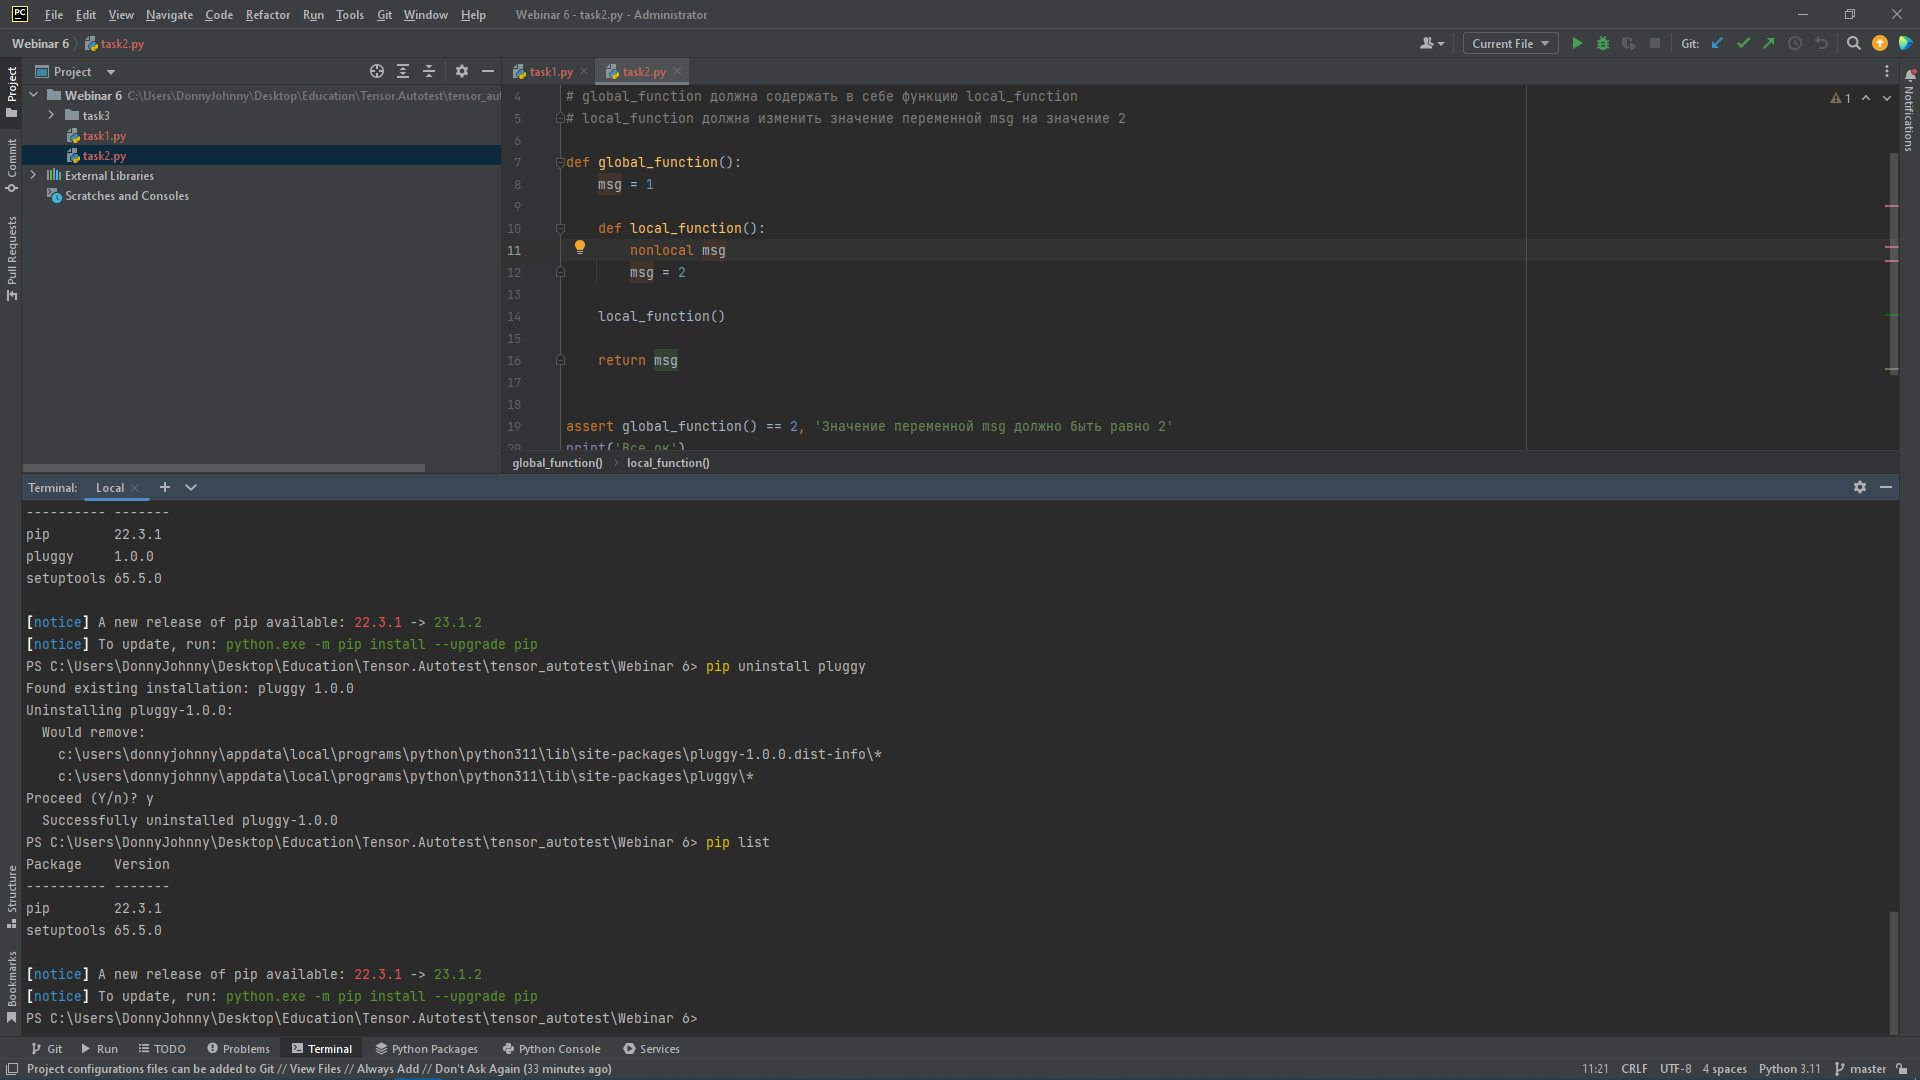 PC File Edit View Navigate Code Refactor Run Tools Git Window Help Webinar 6 - task2.py - Administrator
Webinar 6 task2.py Current File Git:
Project
Project
Commit
Pull Requests
Structure
Bookmarks
Notifications
Webinar 6 C:\Users\DonnyJohnny\Desktop\Education\Tensor.Autotest\tensor_aut
task3
task1.py
task2.py
External Libraries
Scratches and Consoles
task1.py task2.py
1
4 # global_function должна содержать в себе функцию local_function
5 # local_function должна изменить значение переменной msg на значение 2
6
7 def global_function():
8 msg = 1
9
10 def local_function():
11 nonlocal msg
12 msg = 2
13
14 local_function()
15
16 return msg
17
18
19 assert global_function() == 2, 'Значение переменной msg должно быть равно 2'
20 print('Все ок')
global_function() local_function()
Terminal: Local
---------- -------
pip 22.3.1
pluggy 1.0.0
setuptools 65.5.0
[notice] A new release of pip available: 22.3.1 -> 23.1.2
[notice] To update, run: python.exe -m pip install --upgrade pip
PS C:\Users\DonnyJohnny\Desktop\Education\Tensor.Autotest\tensor_autotest\Webinar 6> pip uninstall pluggy
Found existing installation: pluggy 1.0.0
Uninstalling pluggy-1.0.0:
Would remove:
c:\users\donnyjohnny\appdata\local\programs\python\python311\lib\site-packages\pluggy-1.0.0.dist-info\*
c:\users\donnyjohnny\appdata\local\programs\python\python311\lib\site-packages\pluggy\*
Proceed (Y/n)? y
Successfully uninstalled pluggy-1.0.0
PS C:\Users\DonnyJohnny\Desktop\Education\Tensor.Autotest\tensor_autotest\Webinar 6> pip list
Package Version
---------- -------
pip 22.3.1
setuptools 65.5.0
[notice] A new release of pip available: 22.3.1 -> 23.1.2
[notice] To update, run: python.exe -m pip install --upgrade pip
PS C:\Users\DonnyJohnny\Desktop\Education\Tensor.Autotest\tensor_autotest\Webinar 6>
Git Run TODO Problems Terminal Python Packages Python Console Services
Project configurations files can be added to Git // View Files // Always Add // Don't Ask Again (33 minutes ago) 11:21 CRLF UTF-8 4 spaces Python 3.11 master